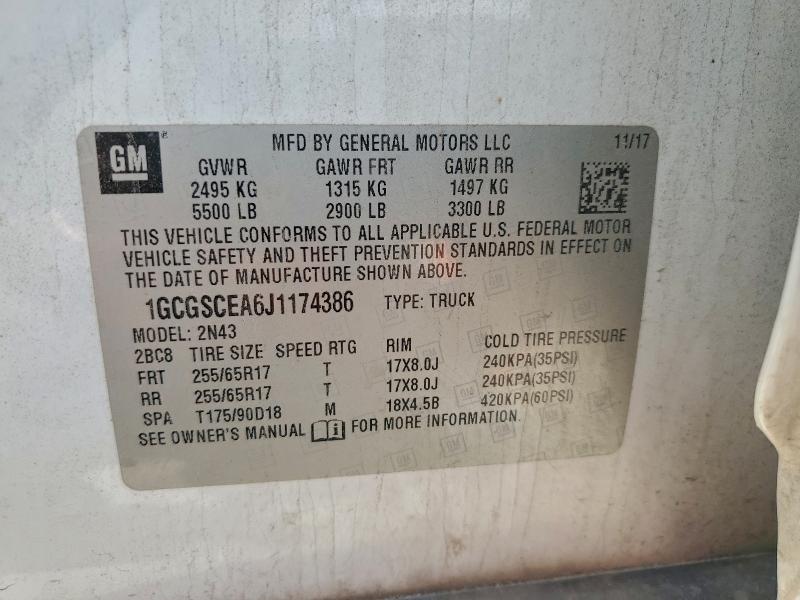 GM ® MFD BY GENERAL MOTORS LLC 11/17
GVWR GAWR FRT GAWR RR
2495 KG 1315 KG 1497 KG
5500 LB 2900 LB 3300 LB
THIS VEHICLE CONFORMS TO ALL APPLICABLE U.S. FEDERAL MOTOR
VEHICLE SAFETY AND THEFT PREVENTION STANDARDS IN EFFECT ON
THE DATE OF MANUFACTURE SHOWN ABOVE.
1GCGSCEA6J1174386 TYPE: TRUCK
MODEL: 2N43
2BC8 TIRE SIZE SPEED RTG RIM COLD TIRE PRESSURE
FRT 255/65R17 T 17X8.0J 240KPA(35PSI)
RR 255/65R17 T 17X8.0J 240KPA(35PSI)
SPA T175/90D18 M 18X4.5B 420KPA(60PSI)
SEE OWNER'S MANUAL FOR MORE INFORMATION.